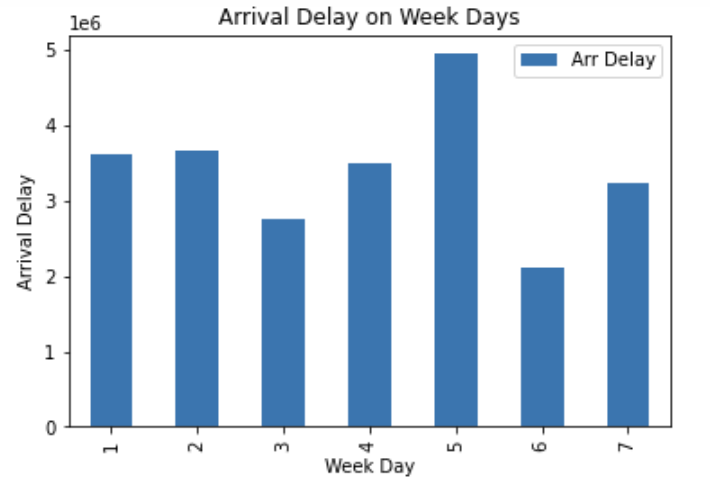 Arrival Delay on Week Days
1e6
Arr Delay
5
4
3
2
1
0
Arrival Delay
1 2 3 4 5 6 7
Week Day